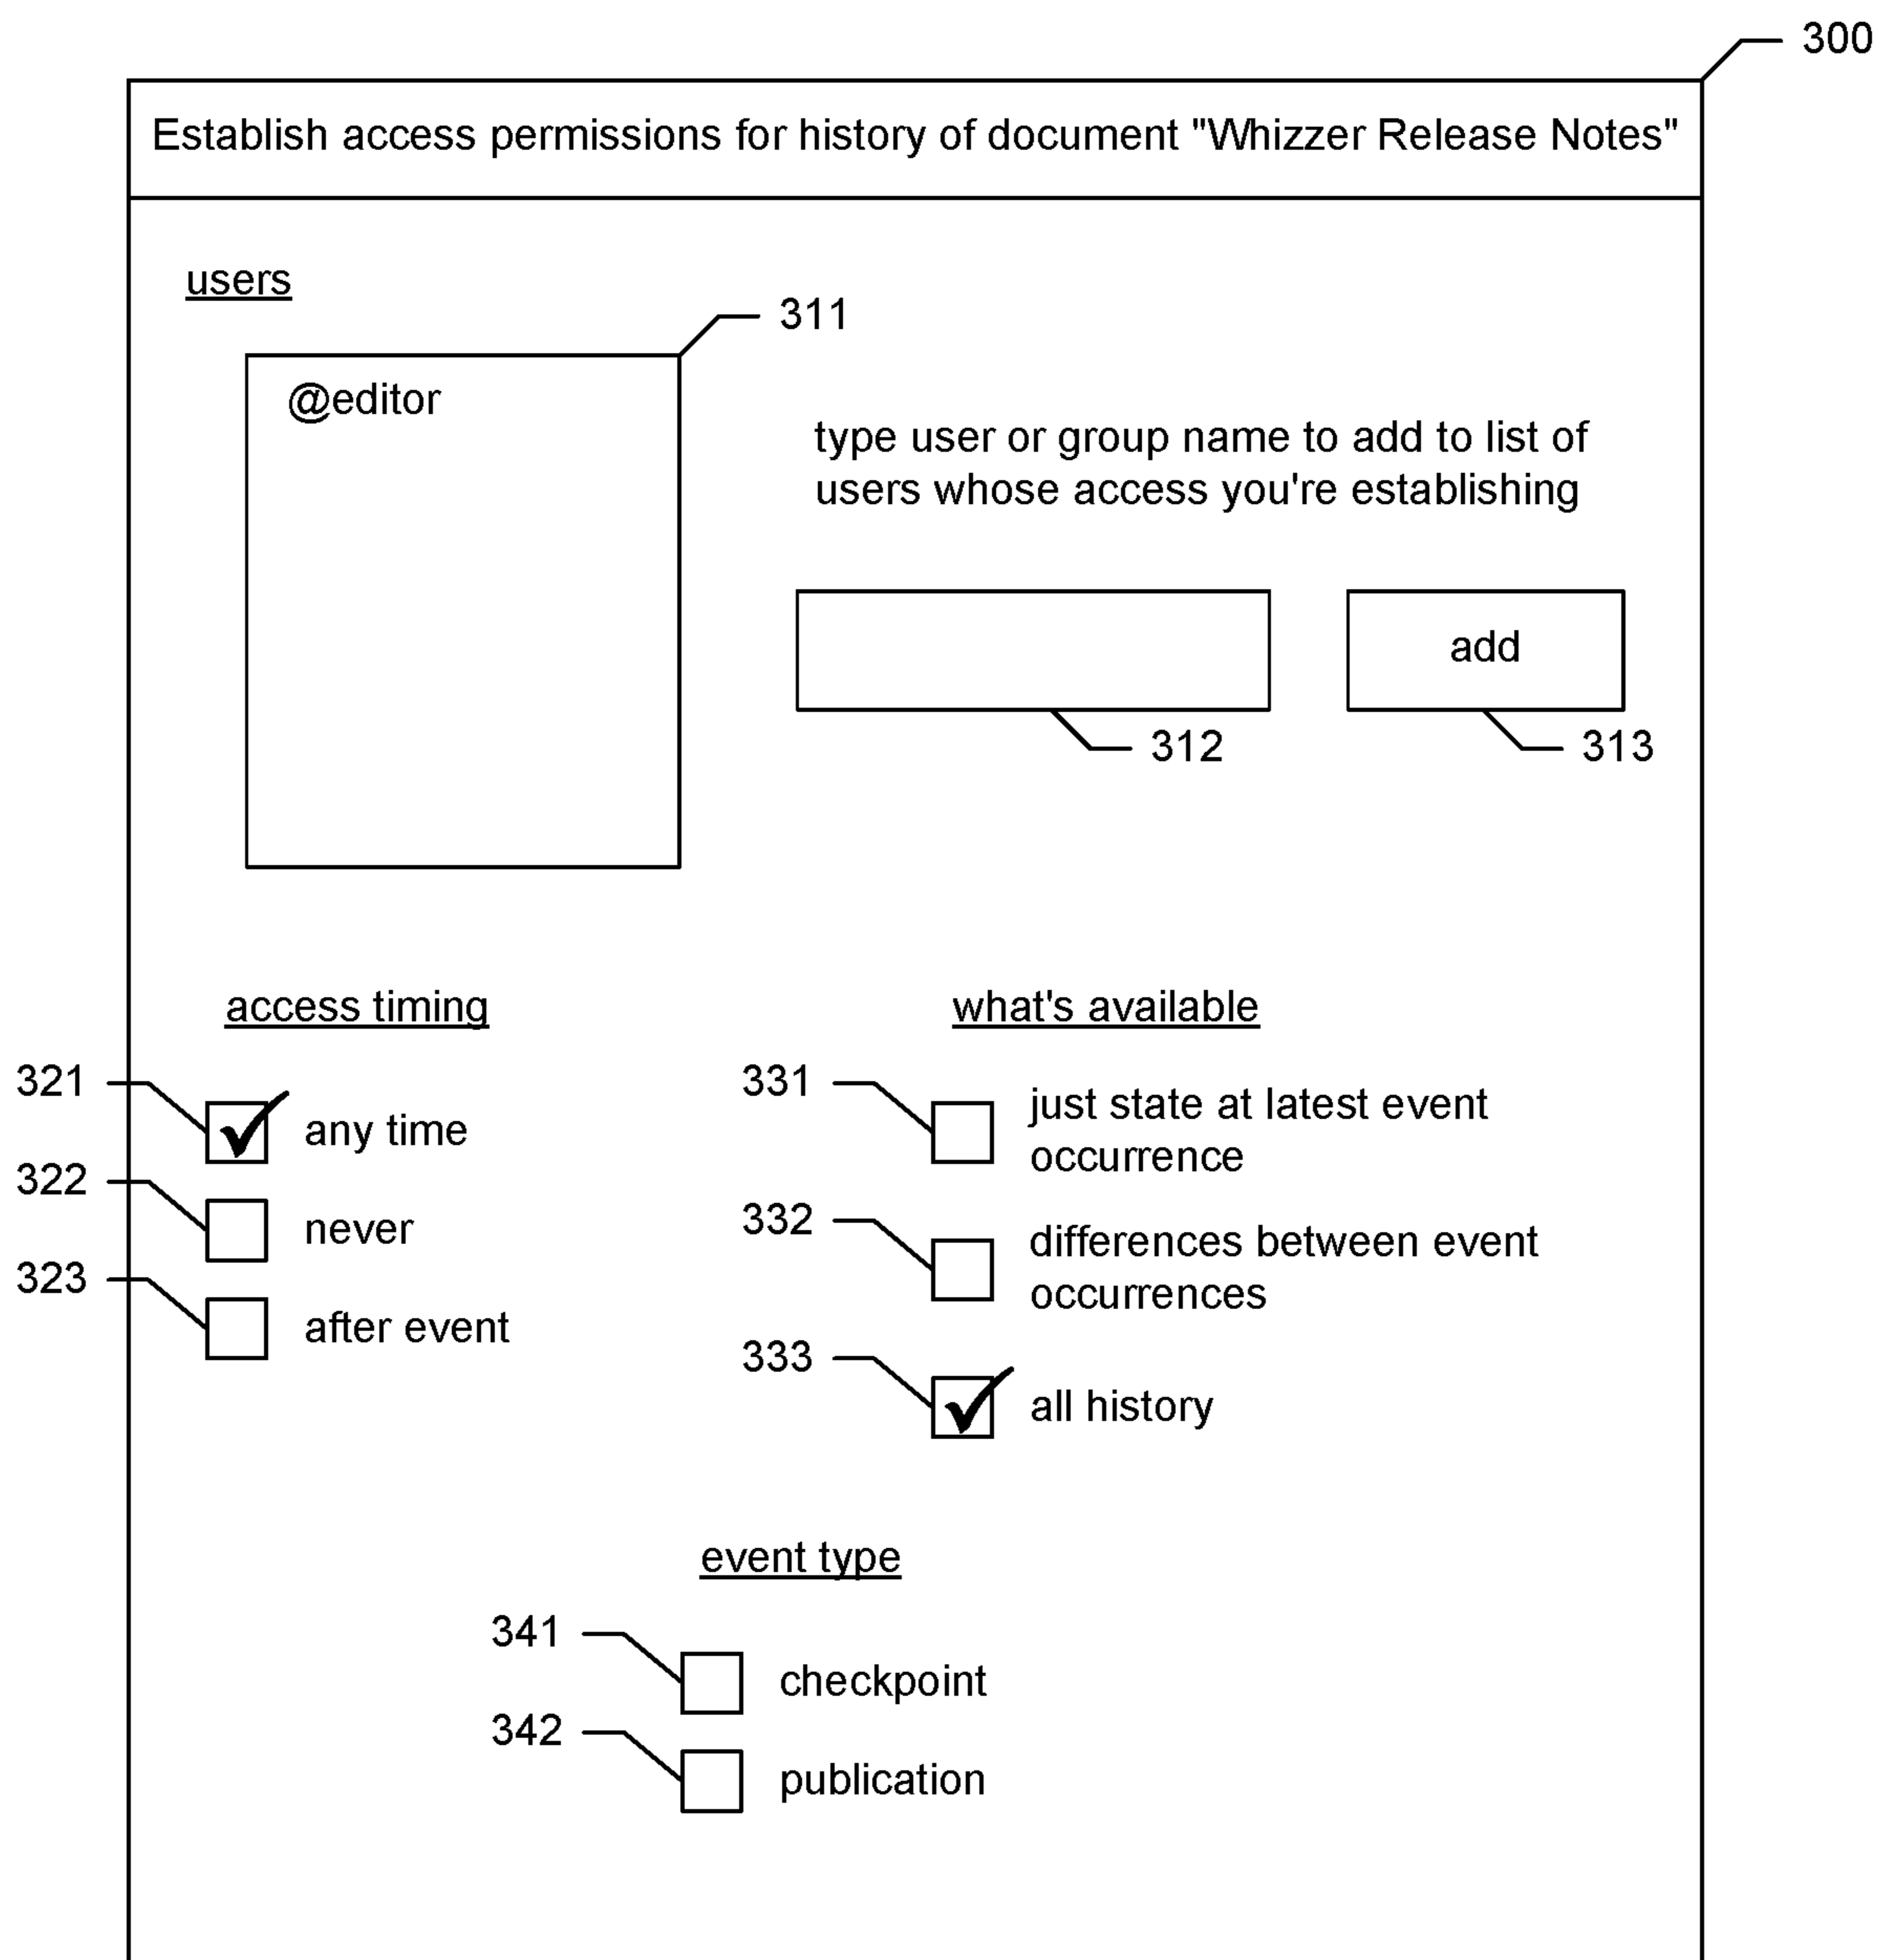 300
Establish access permissions for history of document "Whizzer Release Notes"
users
311
@editor
type user or group name to add to list of
users whose access you're establishing
add
312
313
access timing
321
any time
322
never
323
after event
what's available
331
just state at latest event
occurrence
332
differences between event
occurrences
333
all history
event type
341
checkpoint
342
publication